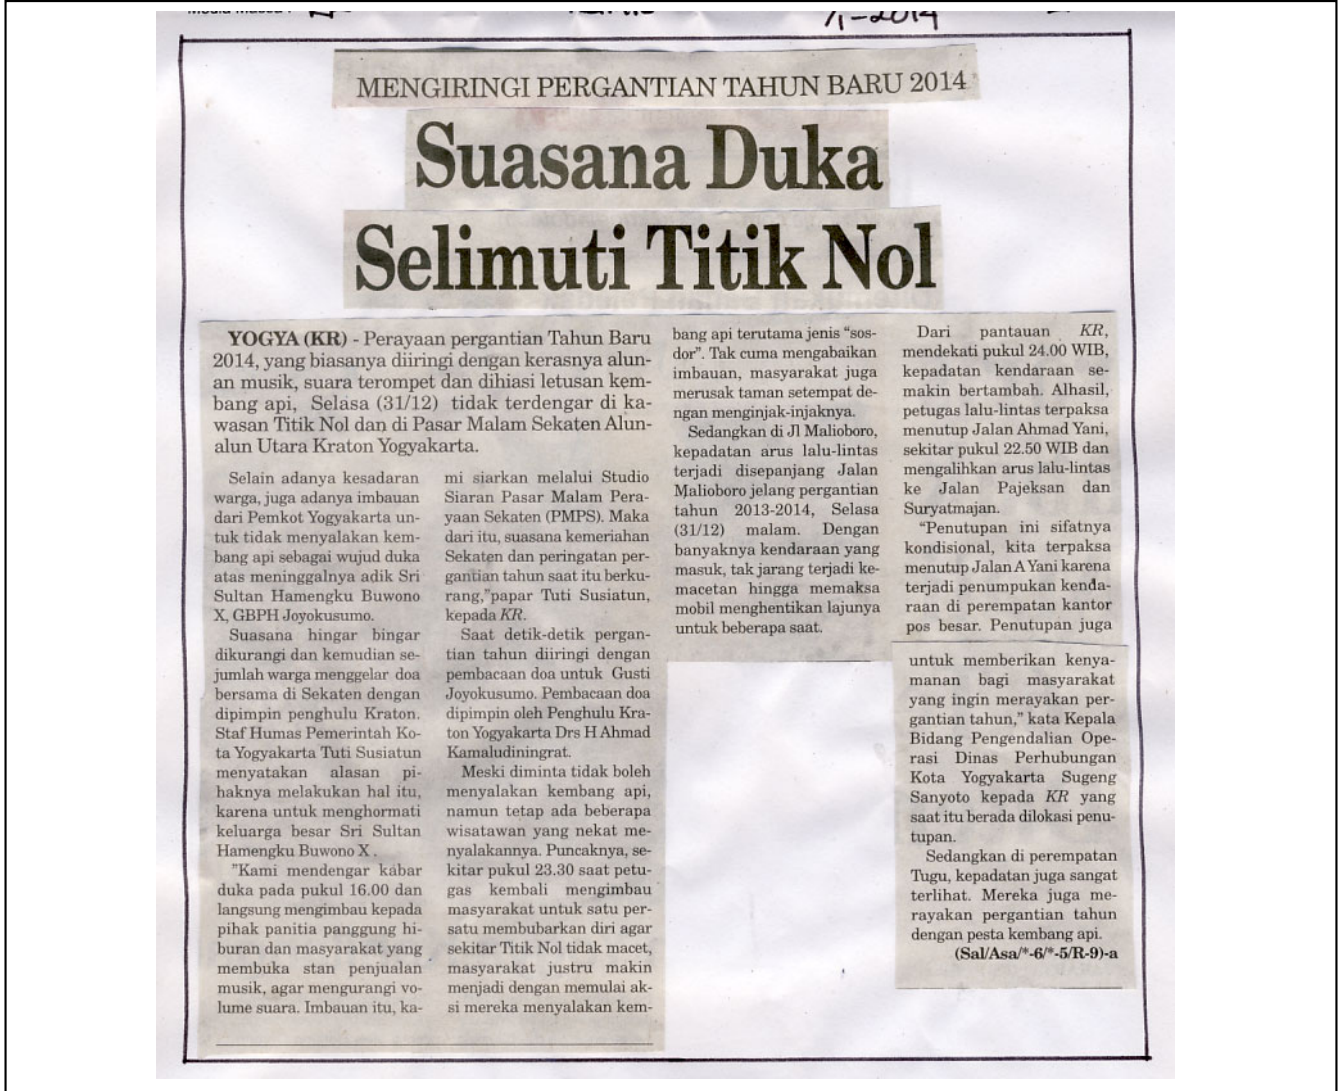 Media Massa :
/1-2014
MENGIRINGI PERGANTIAN TAHUN BARU 2014
Suasana Duka
Selimuti Titik Nol
YOGYA (KR) - Perayaan pergantian Tahun Baru
2014, yang biasanya diiringi dengan kerasnya alun-
an musik, suara terompet dan dihiasi letusan kem-
bang api, Selasa (31/12) tidak terdengar di ka-
wasan Titik Nol dan di Pasar Malam Sekaten Alun-
alun Utara Kraton Yogyakarta.
Selain adanya kesadaran
warga, juga adanya imbauan
dari Pemkot Yogyakarta un-
tuk tidak menyalakan kem-
bang api sebagai wujud duka
atas meninggalnya adik Sri
Sultan Hamengku Buwono
X, GBPH Joyokusumo.
Suasana hingar bingar
dikurangi dan kemudian se-
jumlah warga menggelar doa
bersama di Sekaten dengan
dipimpin penghulu Kraton.
Staf Humas Pemerintah Ko-
ta Yogyakarta Tuti Susiatun
menyatakan alasan pi-
haknya melakukan hal itu,
karena untuk menghormati
keluarga besar Sri Sultan
Hamengku Buwono X .
"Kami mendengar kabar
duka pada pukul 16.00 dan
langsung mengimbau kepada
pihak panitia panggung hi-
buran dan masyarakat yang
membuka stan penjualan
musik, agar mengurangi vo-
lume suara. Imbauan itu, ka-
mi siarkan melalui Studio
Siaran Pasar Malam Pera-
yaan Sekaten (PMPS). Maka
dari itu, suasana kemeriahan
Sekaten dan peringatan per-
gantian tahun saat itu berku-
rang,"papar Tuti Susiatun,
kepada KR.
Saat detik-detik pergan-
tian tahun diiringi dengan
pembacaan doa untuk Gusti
Joyokusumo. Pembacaan doa
dipimpin oleh Penghulu Kra-
ton Yogyakarta Drs H Ahmad
Kamaludiningrat.
Meski diminta tidak boleh
menyalakan kembang api,
namun tetap ada beberapa
wisatawan yang nekat me-
nyalakannya. Puncaknya, se-
kitar pukul 23.30 saat petu-
gas kembali mengimbau
masyarakat untuk satu per-
satu membubarkan diri agar
sekitar Titik Nol tidak macet,
masyarakat justru makin
menjadi dengan memulai ak-
si mereka menyalakan kem-
bang api terutama jenis “sos-
dor”. Tak cuma mengabaikan
imbauan, masyarakat juga
merusak taman setempat de-
ngan menginjak-injaknya.
Sedangkan di Jl Malioboro,
kepadatan arus lalu-lintas
terjadi disepanjang Jalan
Malioboro jelang pergantian
tahun 2013-2014, Selasa
(31/12) malam. Dengan
banyaknya kendaraan yang
masuk, tak jarang terjadi ke-
macetan hingga memaksa
mobil menghentikan lajunya
untuk beberapa saat.
Dari pantauan KR,
mendekati pukul 24.00 WIB,
kepadatan kendaraan se-
makin bertambah. Alhasil,
petugas lalu-lintas terpaksa
menutup Jalan Ahmad Yani,
sekitar pukul 22.50 WIB dan
mengalihkan arus lalu-lintas
ke Jalan Pajeksan dan
Suryatmajan.
“Penutupan ini sifatnya
kondisional, kita terpaksa
menutup Jalan A Yani karena
terjadi penumpukan kenda-
raan di perempatan kantor
pos besar. Penutupan juga
untuk memberikan kenya-
manan bagi masyarakat
yang ingin merayakan per-
gantian tahun,” kata Kepala
Bidang Pengendalian Ope-
rasi Dinas Perhubungan
Kota Yogyakarta Sugeng
Sanyoto kepada KR yang
saat itu berada dilokasi penu-
tupan.
Sedangkan di perempatan
Tugu, kepadatan juga sangat
terlihat. Mereka juga me-
rayakan pergantian tahun
dengan pesta kembang api.
(Sal/Asa/*-6/*-5/R-9)-a